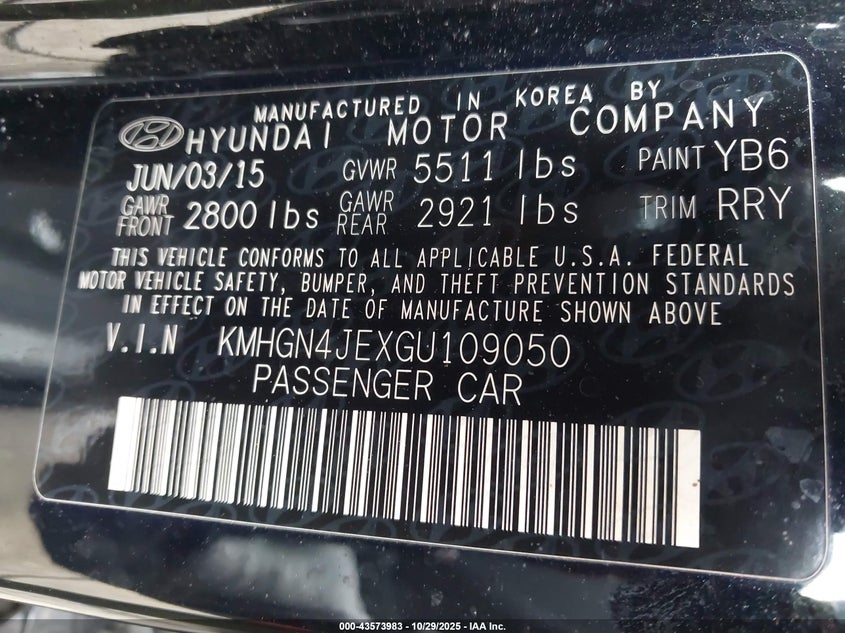 MANUFACTURED IN KOREA BY
HYUNDAI MOTOR COMPANY
JUN/03/15 GVWR 5511 lbs PAINT YB6
GAWR FRONT 2800 lbs GAWR REAR 2921 lbs TRIM RRY
THIS VEHICLE CONFORMS TO ALL APPLICABLE U.S.A. FEDERAL
MOTOR VEHICLE SAFETY, BUMPER, AND THEFT PREVENTION STANDARDS
IN EFFECT ON THE DATE OF MANUFACTURE SHOWN ABOVE
V.I.N KMHGN4JEXGU109050
PASSENGER CAR
000-43573983 / 10/29/2025 - IAA Inc.